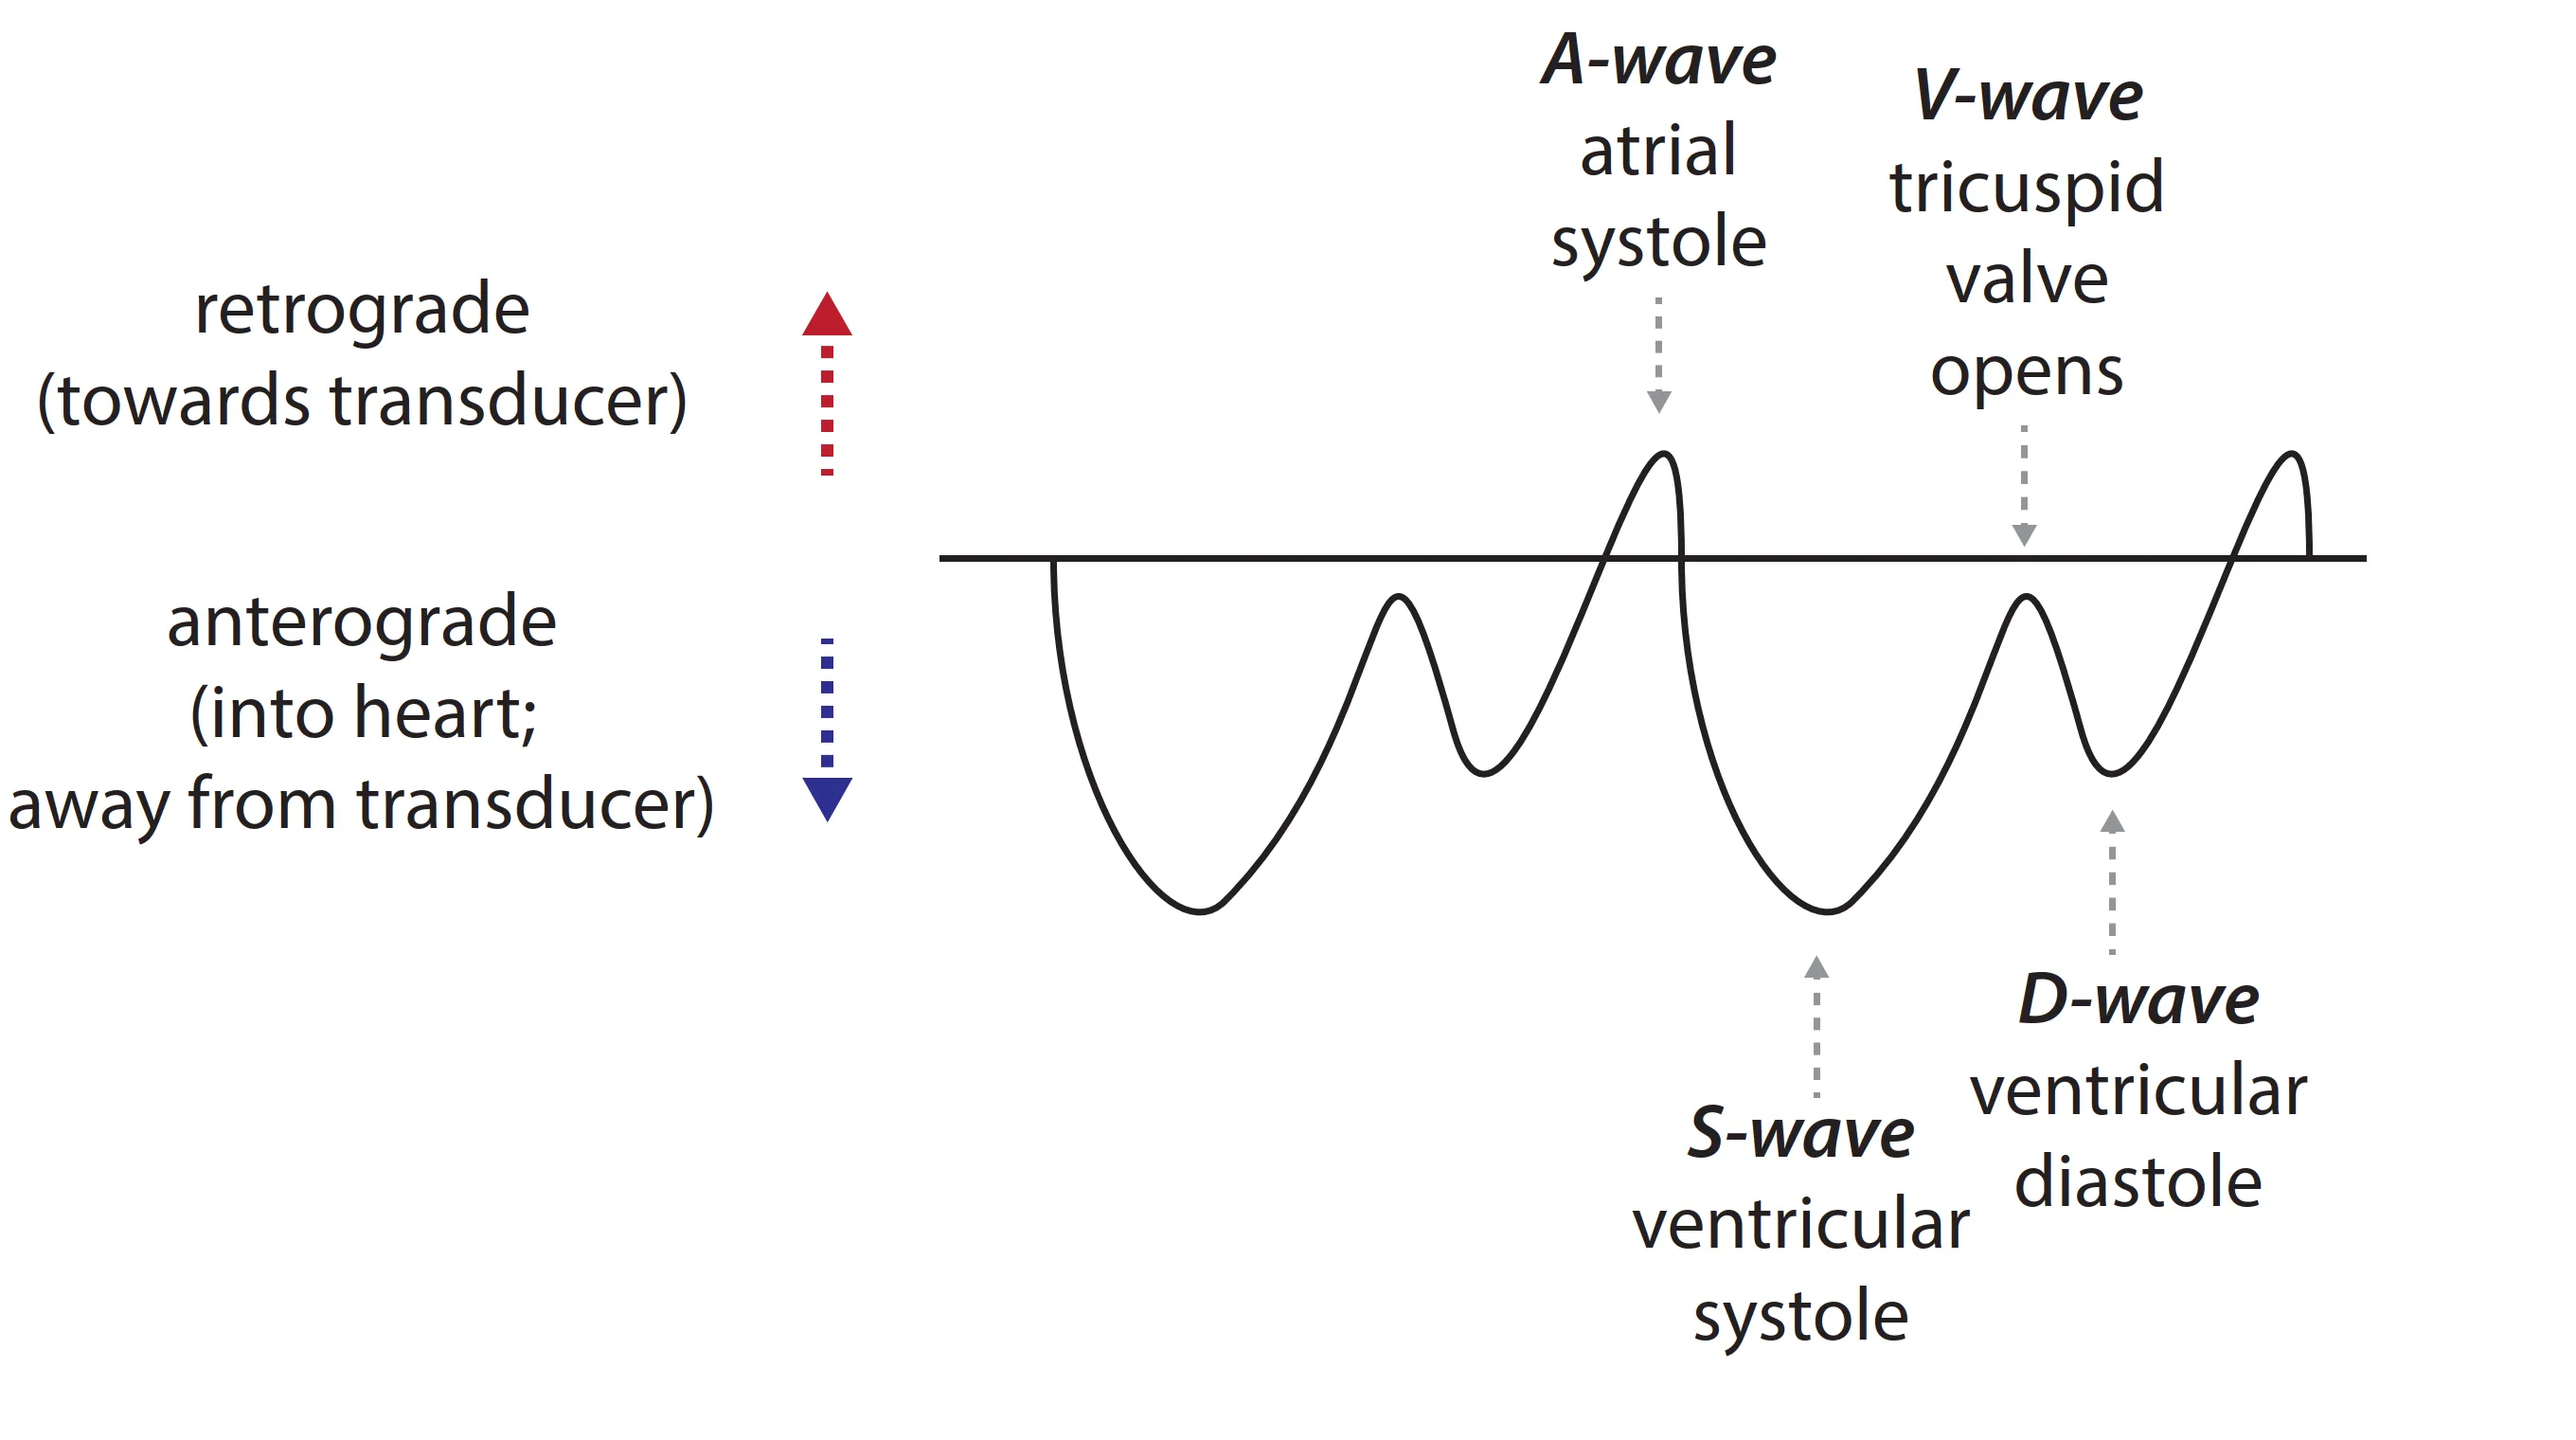 A-wave
atrial
systole
V-wave
tricuspid
valve
opens
retrograde
(towards transducer)
anterograde
(into heart;
away from transducer)
S-wave
ventricular
systole
D-wave
ventricular
diastole